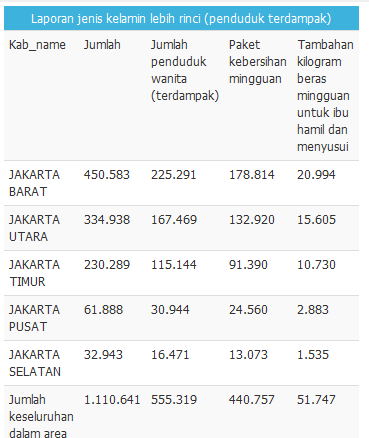 Laporan jenis kelamin lebih rinci (penduduk terdampak)
Kab_name Jumlah Jumlah penduduk wanita (terdampak) Paket kebersihan mingguan Tambahan kilogram beras mingguan untuk ibu hamil dan menyusui
JAKARTA BARAT 450.583 225.291 178.814 20.994
JAKARTA UTARA 334.938 167.469 132.920 15.605
JAKARTA TIMUR 230.289 115.144 91.390 10.730
JAKARTA PUSAT 61.888 30.944 24.560 2.883
JAKARTA SELATAN 32.943 16.471 13.073 1.535
Jumlah keseluruhan dalam area 1.110.641 555.319 440.757 51.747